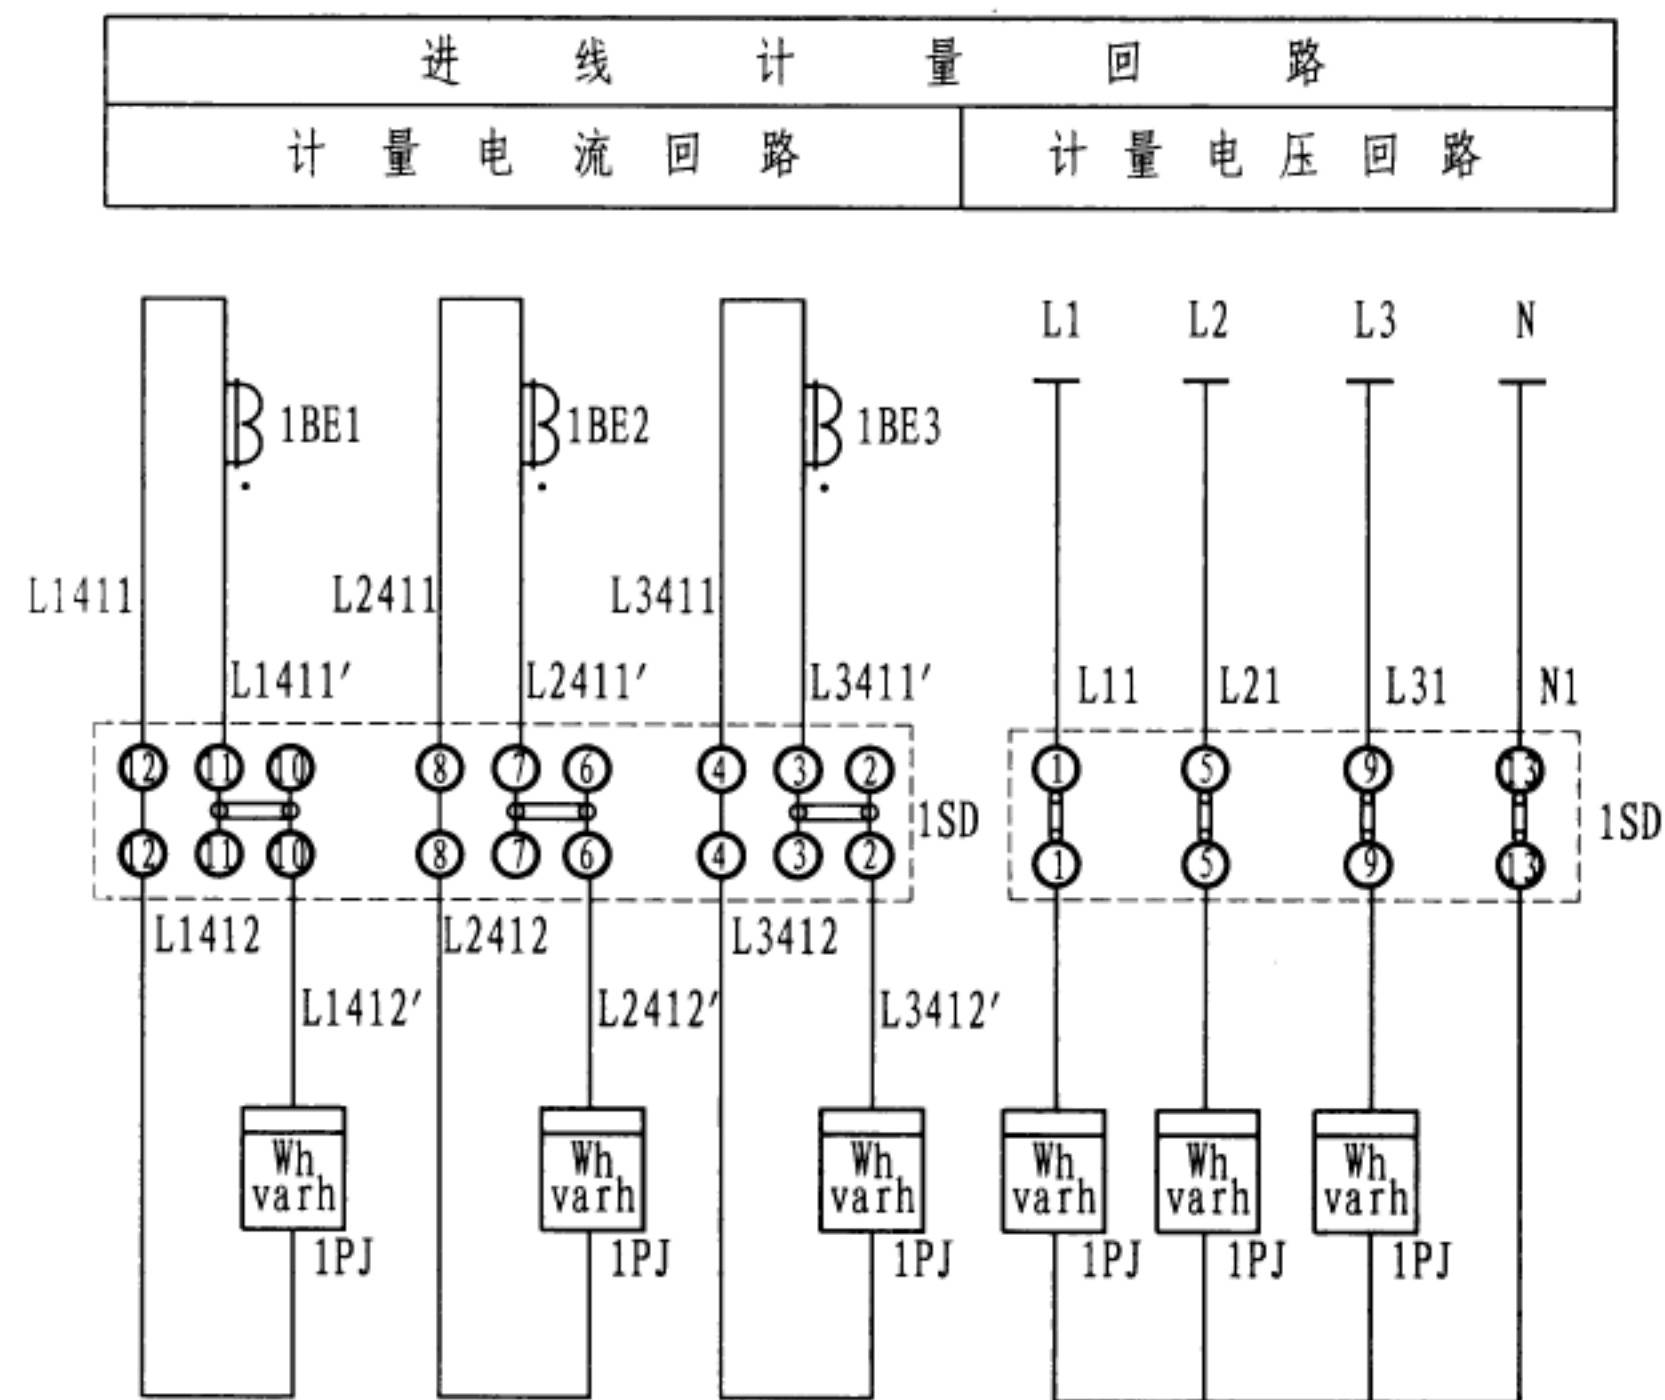 进线计量回路
计量电流回路 计量电压回路
L1 L2 L3 N
1BE1 1BE2 1BE3
L1411 L2411 L3411
L1411′ L2411′ L3411′ L11 L21 L31 N1
12 11 10 8 7 6 4 3 2 1 5 9 13
1SD 1SD
12 11 10 8 7 6 4 3 2 1 5 9 13
L1412 L2412 L3412
L1412′ L2412′ L3412′
Wh Wh Wh Wh Wh Wh
varh varh varh varh varh varh
1PJ 1PJ 1PJ 1PJ 1PJ 1PJ